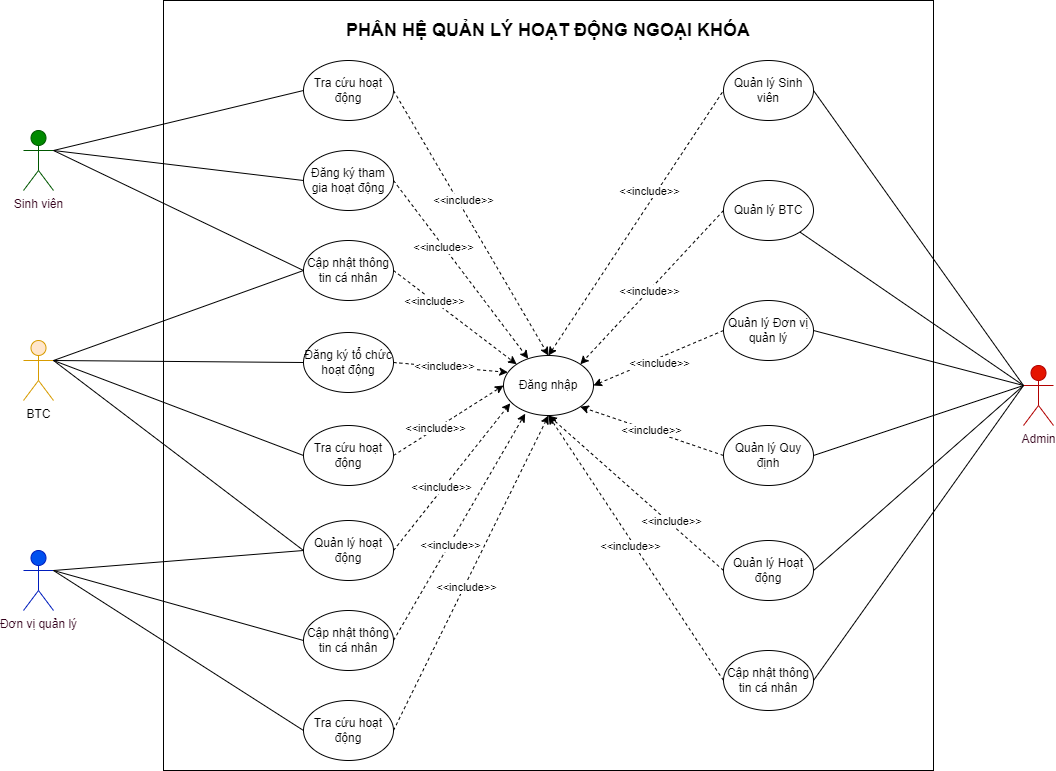 PHÂN HỆ QUẢN LÝ HOẠT ĐỘNG NGOẠI KHÓA
Tra cứu hoạt
động
Quản lý Sinh
viên
Sinh viên
Đăng ký tham
gia hoạt động
<<include>>
<<include>>
Quản lý BTC
<<include>>
Cập nhật thông
tin cá nhân
<<include>>
<<include>>
Quản lý Đơn vị
quản lý
BTC
Đăng ký tổ chức
hoạt động
<<include>>
<<include>>
Đăng nhập
Admin
Tra cứu hoạt
động
<<include>>
<<include>>
Quản lý Quy
định
<<include>>
Quản lý hoạt
động
<<include>>
<<include>>
<<include>>
Quản lý Hoạt
động
<<include>>
Đơn vị quản lý
Cập nhật thông
tin cá nhân
Cập nhật thông
tin cá nhân
Tra cứu hoạt
động